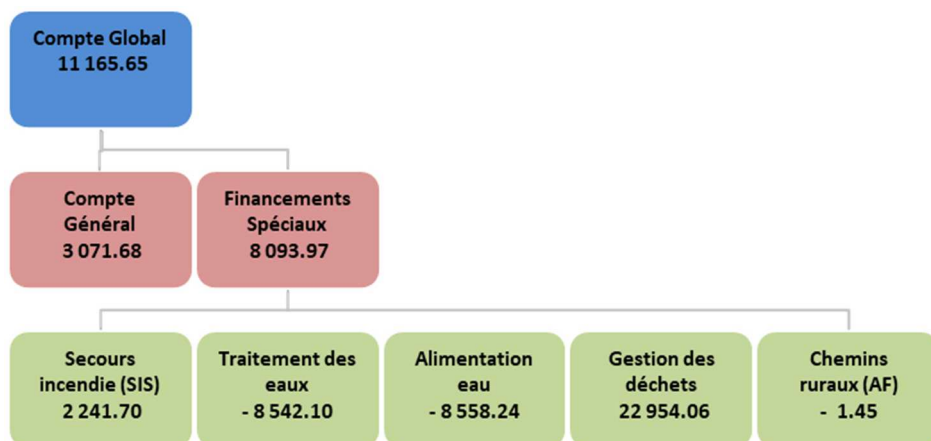 Compte Global
11 165.65
Compte
Général
3 071.68
Financements
Spéciaux
8 093.97
Secours
incendie (SIS)
2 241.70
Traitement des
eaux
- 8 542.10
Alimentation
eau
- 8 558.24
Gestion des
déchets
22 954.06
Chemins
ruraux (AF)
- 1.45